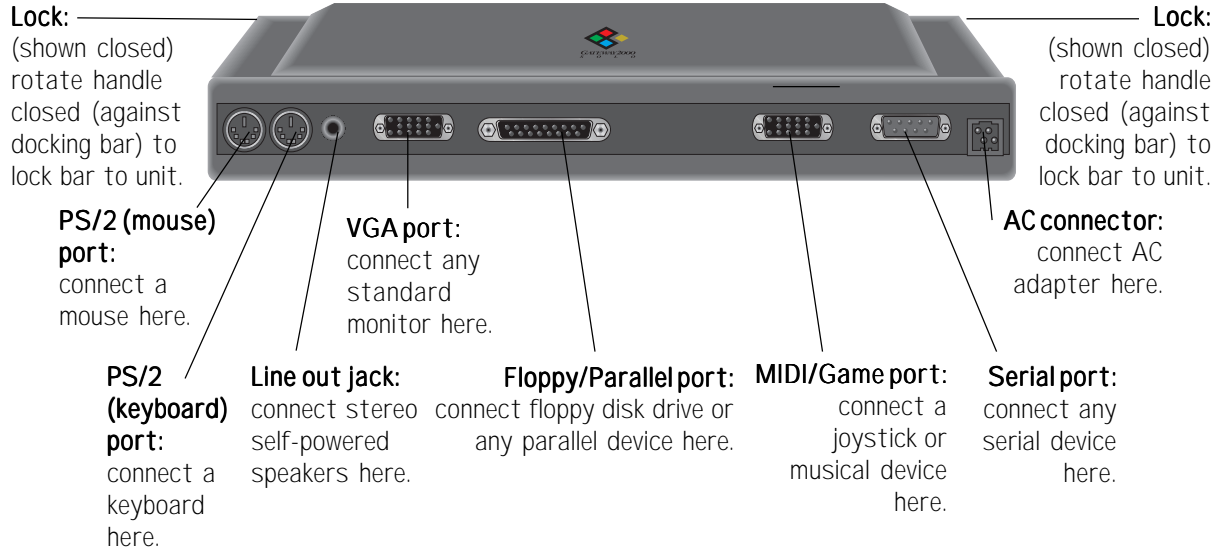 Lock:
(shown closed)
rotate handle
closed (against
docking bar) to
lock bar to unit.
Lock:
(shown closed)
rotate handle
closed (against
docking bar) to
lock bar to unit.
GATEWAY2000
PS/2 (mouse)
port:
connect a
mouse here.
VGA port:
connect any
standard
monitor here.
AC connector:
connect AC
adapter here.
PS/2
(keyboard)
port:
connect a
keyboard
here.
Line out jack:
connect stereo
self-powered
speakers here.
Floppy/Parallel port:
connect floppy disk drive or
any parallel device here.
MIDI/Game port:
connect a
joystick or
musical device
here.
Serial port:
connect any
serial device
here.